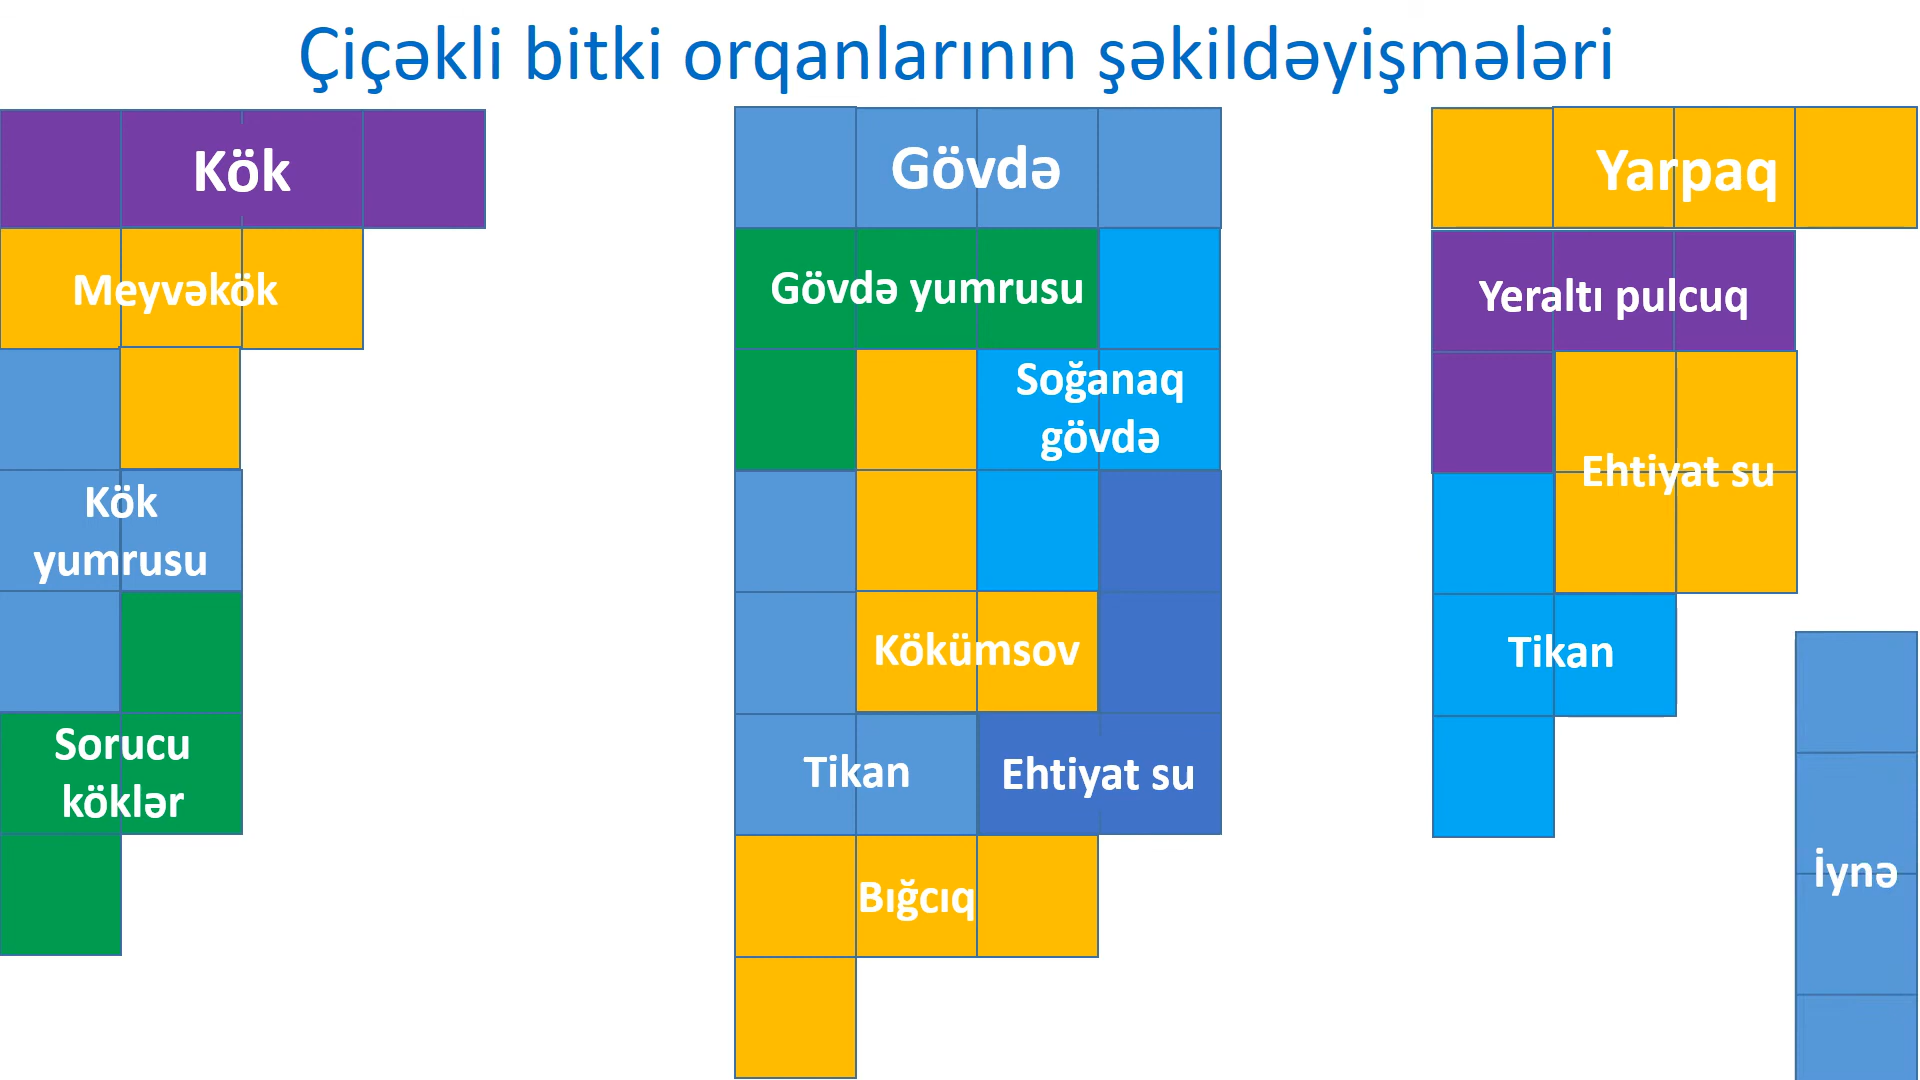 Çiçəkli bitki orqanlarının şəkildəyişmələri
Kök
Meyvəkök
Kök
yumrusu
Sorucu
köklər
Gövdə
Gövdə yumrusu
Soğanaq
gövdə
Kökümsov
Tikan
Ehtiyat su
Bığcıq
Yarpaq
Yeraltı pulcuq
Ehtiyat su
Tikan
İynə